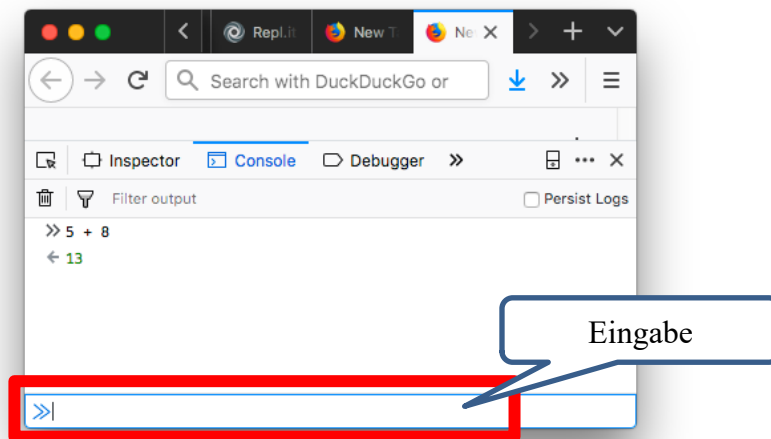 Repl.it New T Ne
Search with DuckDuckGo or
Inspector Console Debugger
Filter output Persist Logs
5 + 8
13
Eingabe